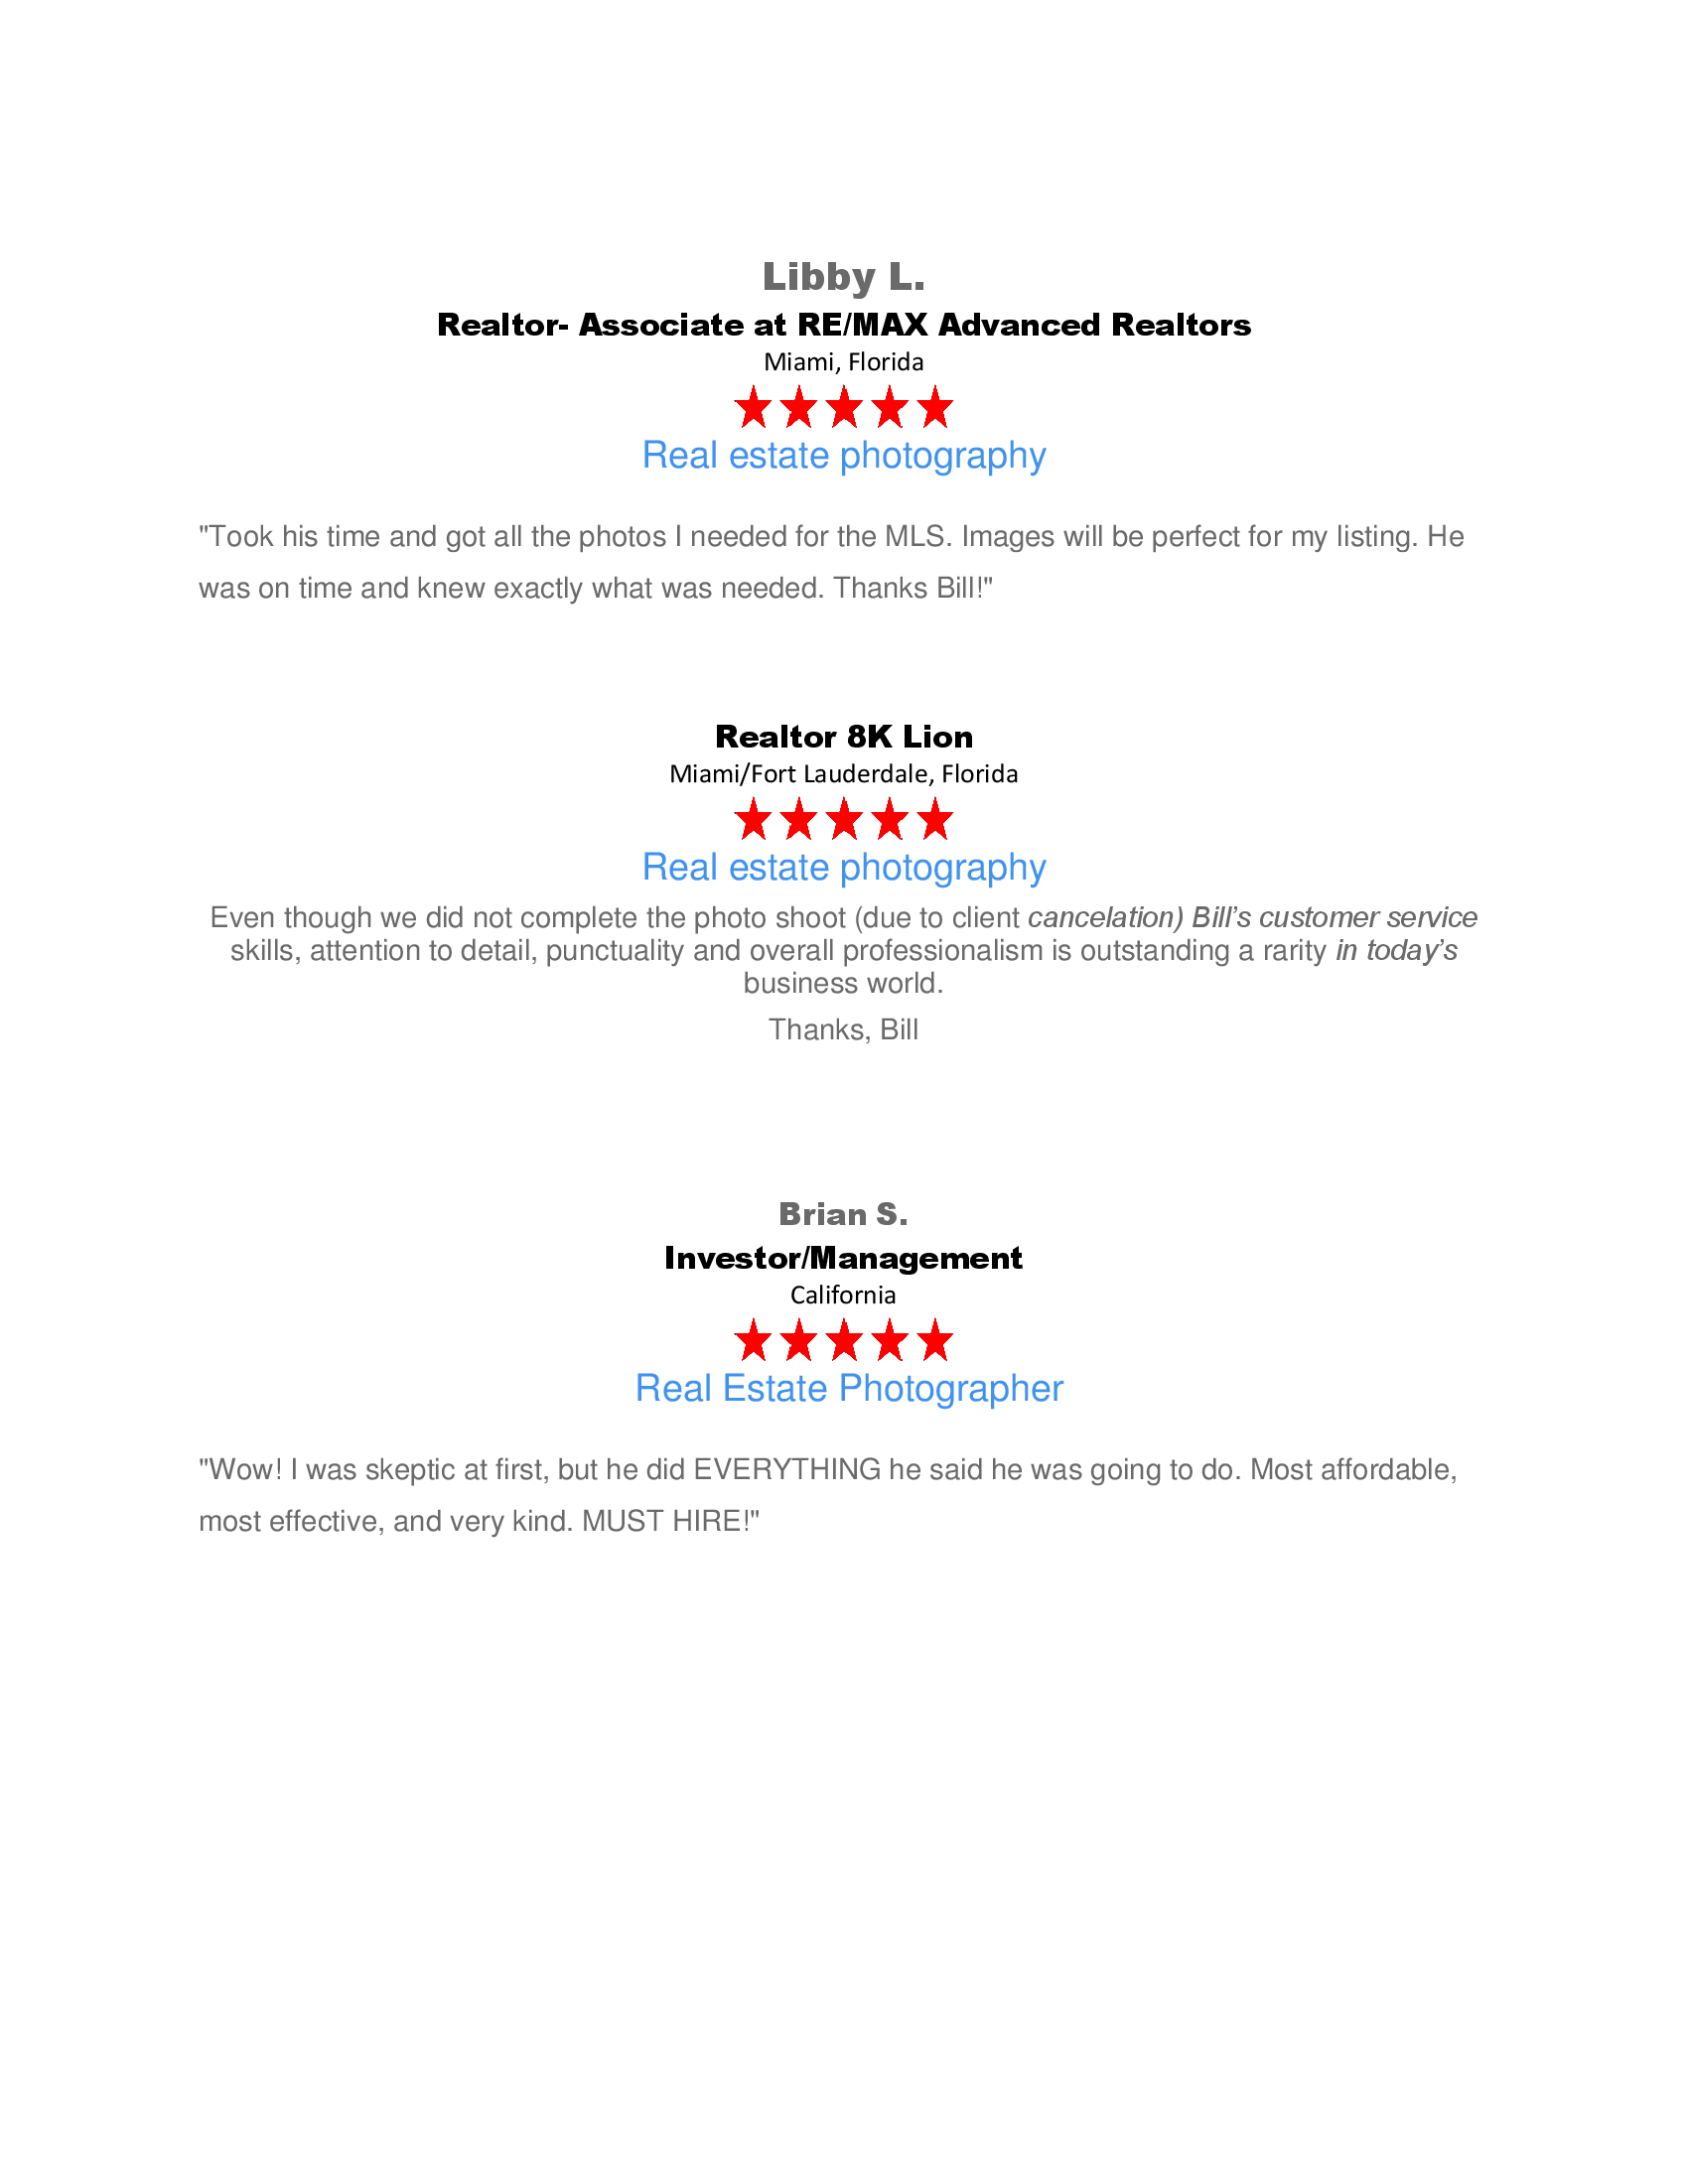 Libby L.
Realtor- Associate at RE/MAX Advanced Realtors
Miami, Florida
★★★★★
Real estate photography
"Took his time and got all the photos I needed for the MLS. Images will be perfect for my listing. He
was on time and knew exactly what was needed. Thanks Bill!"
Realtor 8K Lion
Miami/Fort Lauderdale, Florida
★★★★★
Real estate photography
Even though we did not complete the photo shoot (due to client cancelation) Bill’s customer service
skills, attention to detail, punctuality and overall professionalism is outstanding a rarity in today’s
business world.
Thanks, Bill
Brian S.
Investor/Management
California
★★★★★
Real Estate Photographer
"Wow! I was skeptic at first, but he did EVERYTHING he said he was going to do. Most affordable,
most effective, and very kind. MUST HIRE!"